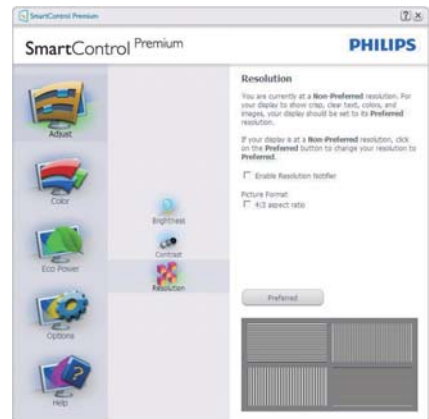 SmartControl Premium
SmartControl Premium
PHILIPS
Adjust
Color
Eco Power
Options
Help
Brightness
Contrast
Resolution
Resolution
You are currently at a Non-Preferred resolution. For
your display to show crisp, clear text, colors, and
images, your display should be set to its Preferred
resolution.
If your display is at a Non-Preferred resolution, click
on the Preferred button to change your resolution to
Preferred.
Enable Resolution Notifier
Picture Format
4:3 aspect ratio
Preferred